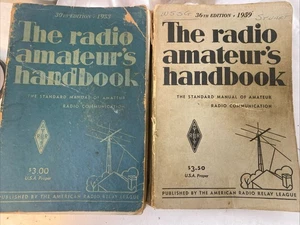 30TH EDITION • 1953
The radio
amateur's
handbook
THE STANDARD MANUAL OF AMATEUR
RADIO COMMUNICATION
$3.00
U.S.A. Proper
PUBLISHED BY THE AMERICAN RADIO RELAY LEAGUE
36TH EDITION • 1959
The radio
amateur's
handbook
THE STANDARD MANUAL OF AMATEUR
RADIO COMMUNICATION
$3.50
U.S.A. Proper
PUBLISHED BY THE AMERICAN RADIO RELAY LEAGUE